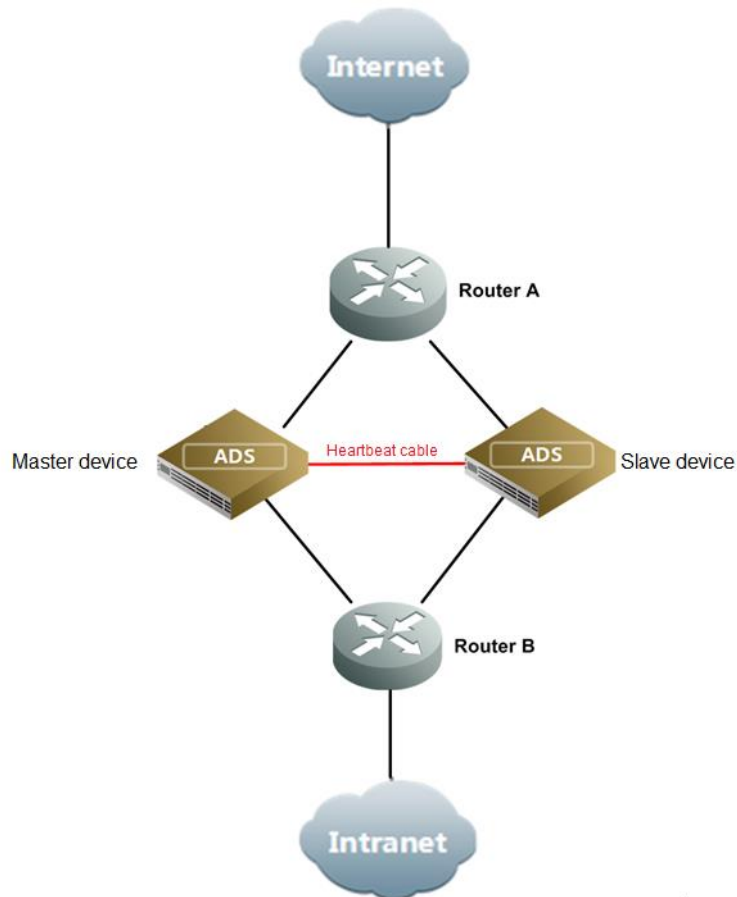 Internet
Router A
ADS
Heartbeat cable
ADS
Master device
Slave device
Router B
Intranet